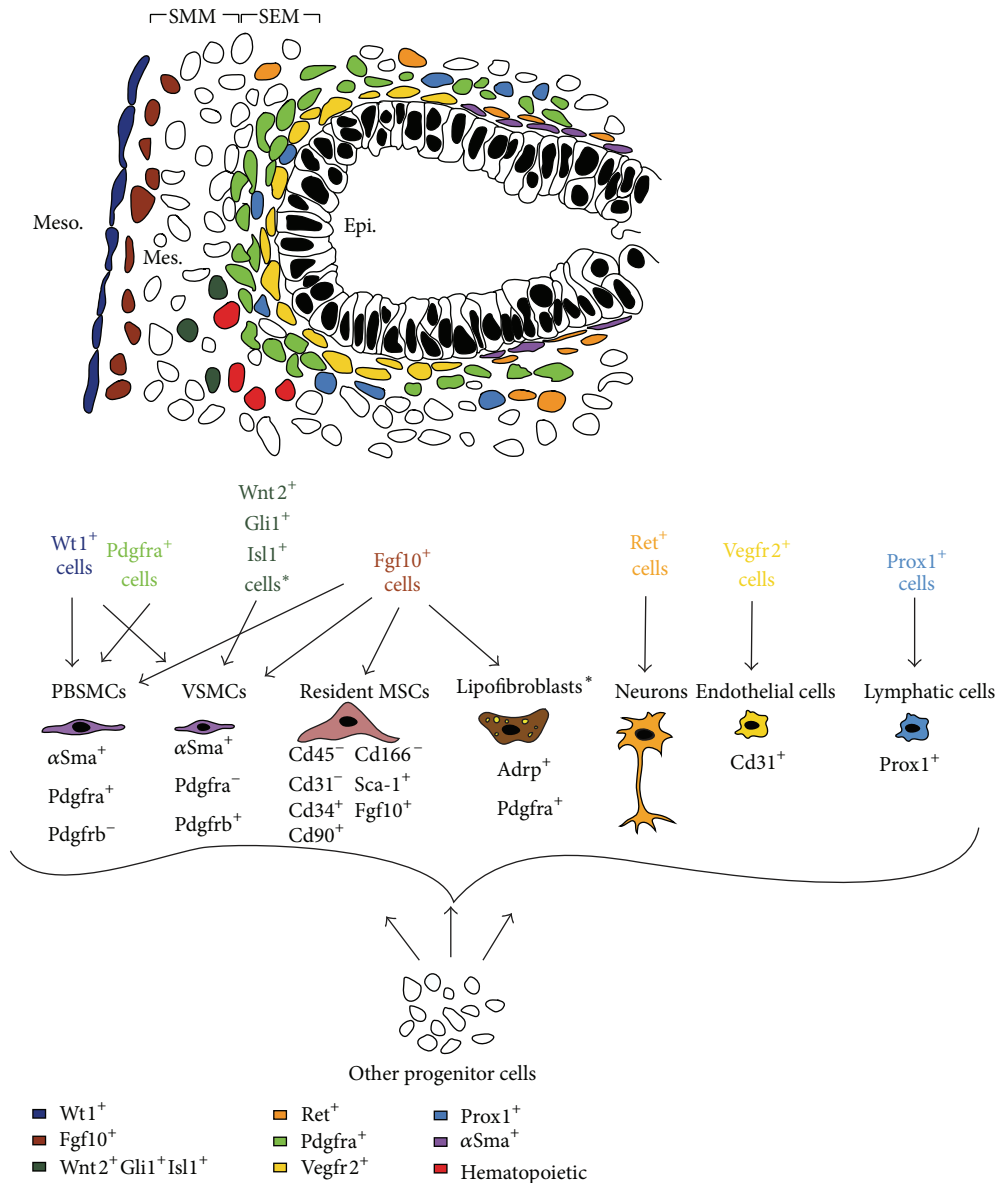 SMM SEM
Meso.
Mes.
Epi.
Wnt2⁺
Gli1⁺
Isl1⁺
cells*
Wt1⁺
cells
Pdgfra⁺
cells
Fgf10⁺
cells
Ret⁺
cells
Vegfr2⁺
cells
Prox1⁺
cells
PBSMCs
αSma⁺
Pdgfra⁺
Pdgfrb⁻
VSMCs
αSma⁺
Pdgfra⁻
Pdgfrb⁺
Resident MSCs
Cd45⁻ Cd166⁻
Cd31⁻ Sca-1⁺
Cd34⁺ Fgf10⁺
Cd90⁺
Lipofibroblasts*
Adrp⁺
Pdgfra⁺
Neurons
Endothelial cells
Cd31⁺
Lymphatic cells
Prox1⁺
Other progenitor cells
Wt1⁺
Fgf10⁺
Wnt2⁺Gli1⁺Isl1⁺
Ret⁺
Pdgfra⁺
Vegfr2⁺
Prox1⁺
αSma⁺
Hematopoietic